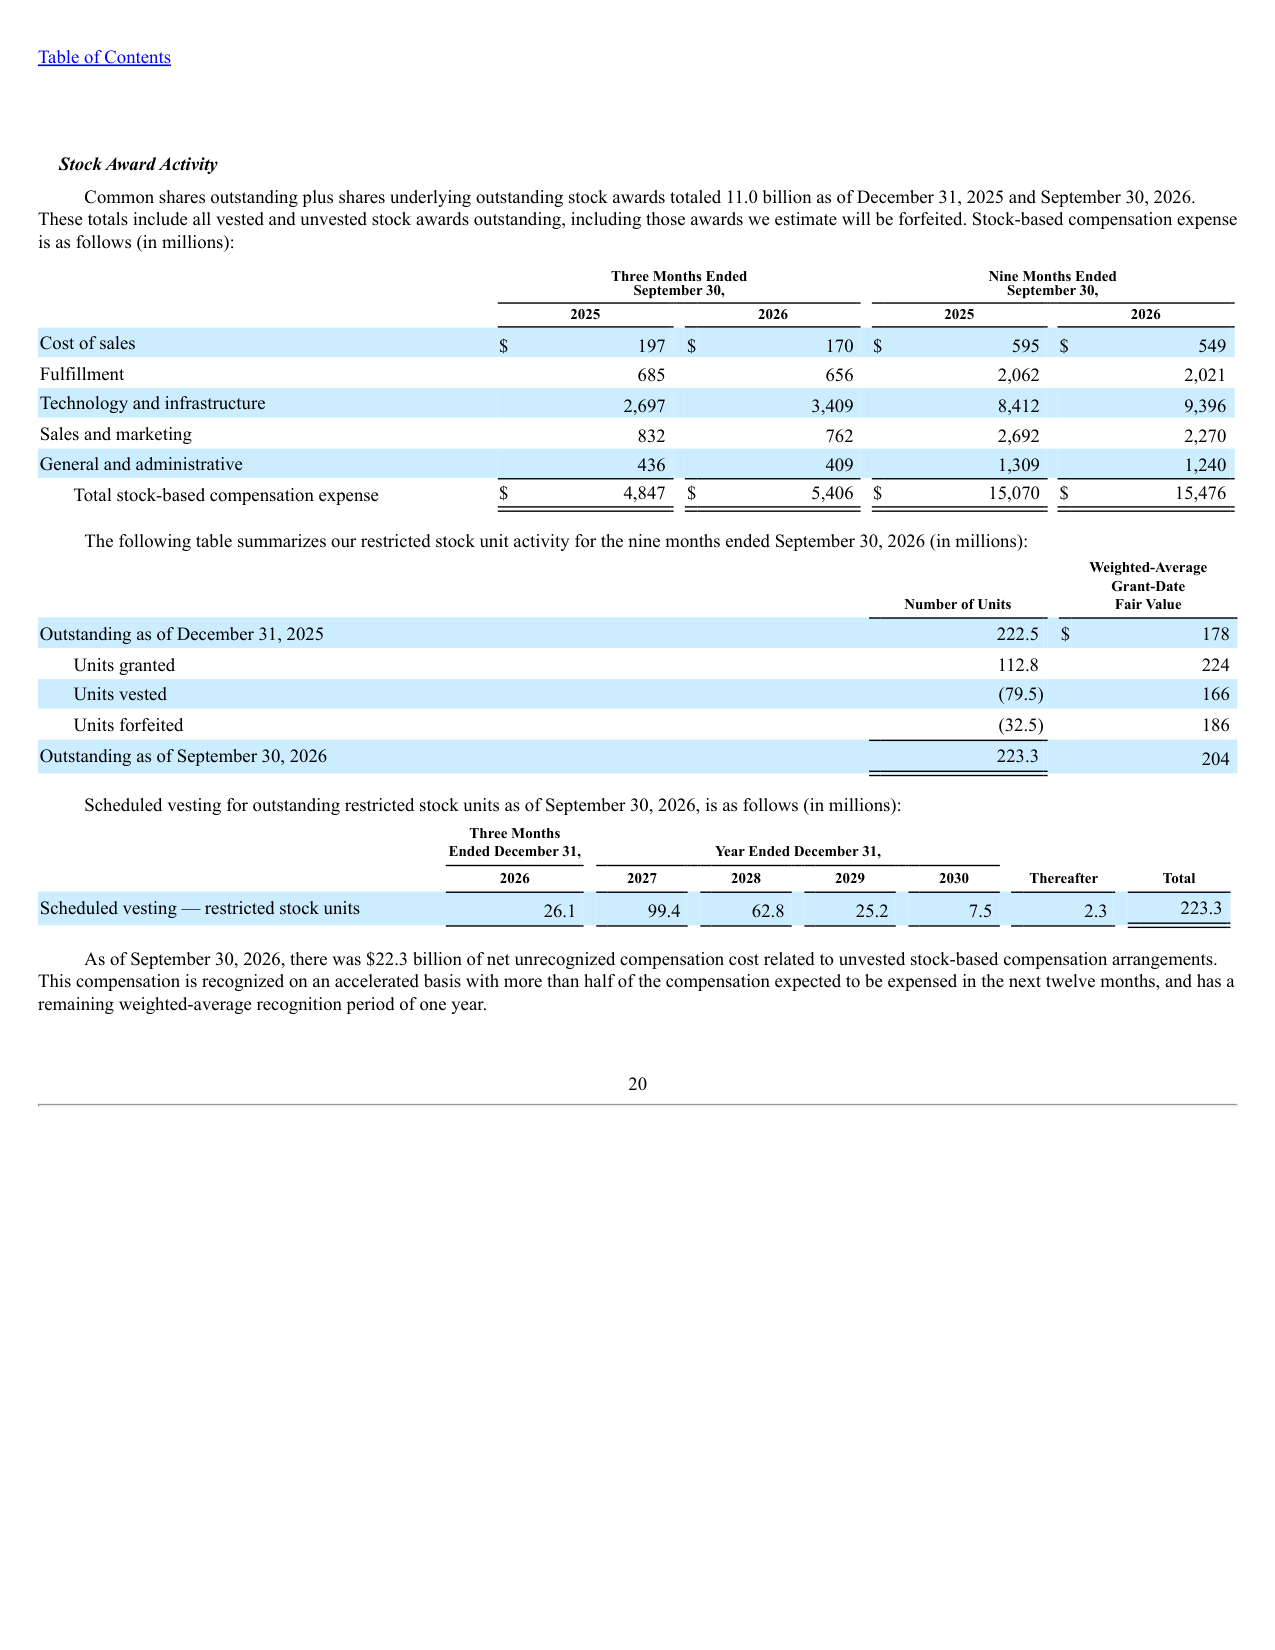 Table of Contents
Stock Award Activity
Common shares outstanding plus shares underlying outstanding stock awards totaled 11.0 billion as of December 31, 2025 and September 30, 2026.
These totals include all vested and unvested stock awards outstanding, including those awards we estimate will be forfeited. Stock-based compensation expense
is as follows (in millions):
Three Months Ended September 30, Nine Months Ended September 30,
2025 2026 2025 2026
Cost of sales $ 197 $ 170 $ 595 $ 549
Fulfillment 685 656 2,062 2,021
Technology and infrastructure 2,697 3,409 8,412 9,396
Sales and marketing 832 762 2,692 2,270
General and administrative 436 409 1,309 1,240
Total stock-based compensation expense $ 4,847 $ 5,406 $ 15,070 $ 15,476
The following table summarizes our restricted stock unit activity for the nine months ended September 30, 2026 (in millions):
Number of Units Weighted-Average Grant-Date Fair Value
Outstanding as of December 31, 2025 222.5 $ 178
Units granted 112.8 224
Units vested (79.5) 166
Units forfeited (32.5) 186
Outstanding as of September 30, 2026 223.3 204
Scheduled vesting for outstanding restricted stock units as of September 30, 2026, is as follows (in millions):
Three Months Ended December 31, Year Ended December 31,
2026 2027 2028 2029 2030 Thereafter Total
Scheduled vesting — restricted stock units 26.1 99.4 62.8 25.2 7.5 2.3 223.3
As of September 30, 2026, there was $22.3 billion of net unrecognized compensation cost related to unvested stock-based compensation arrangements.
This compensation is recognized on an accelerated basis with more than half of the compensation expected to be expensed in the next twelve months, and has a
remaining weighted-average recognition period of one year.
20